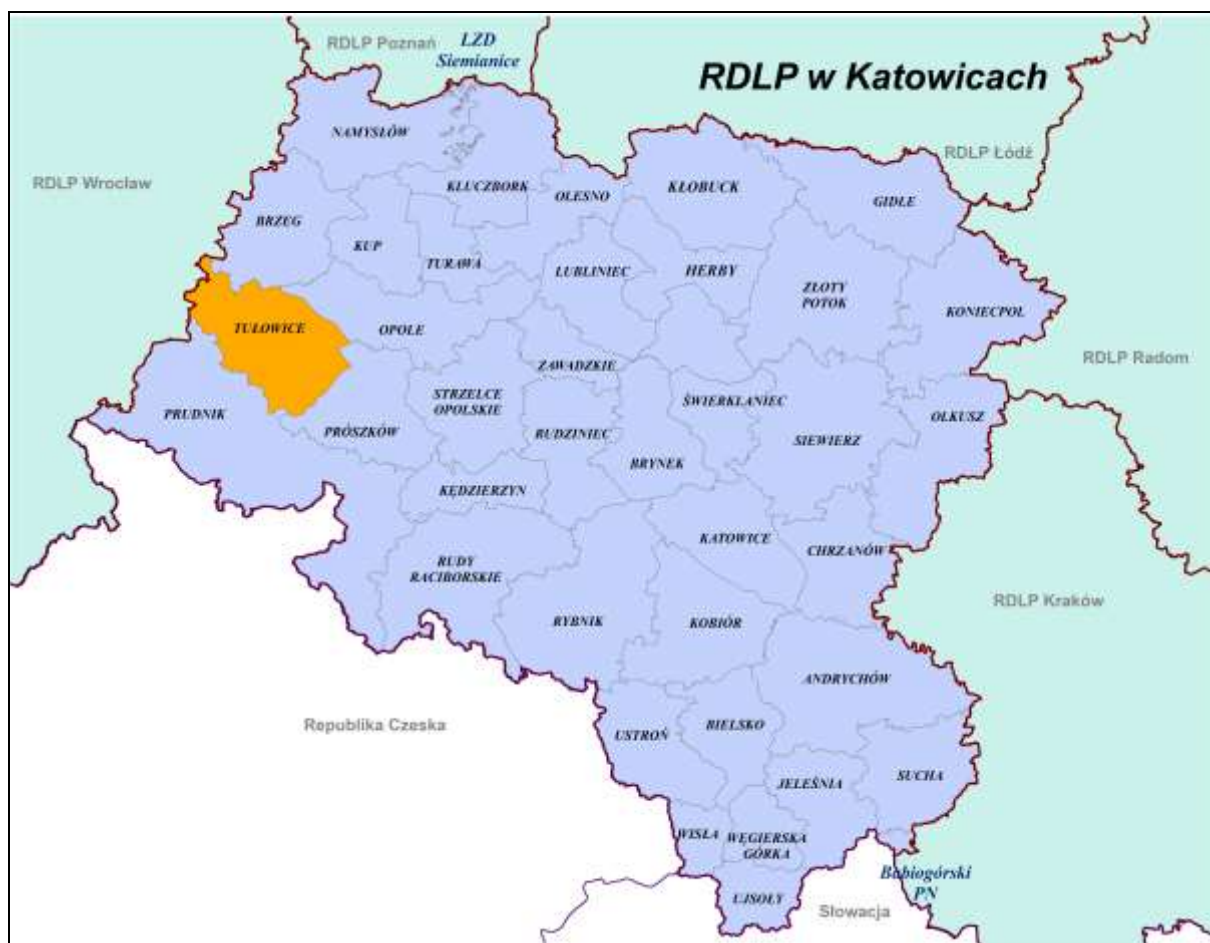 RDLP Poznań
LZD
Siemianice
RDLP w Katowicach
RDLP Łódź
RDLP Wrocław
NAMYSŁÓW
KLUCZBORK
OLESNO
KŁOBUCK
GIDLE
BRZEG
KUP
TURAWA
LUBLINIEC
HERBY
ZŁOTY
POTOK
KONIECPOL
TUŁOWICE
OPOLE
RDLP Radom
ZAWADZKIE
STRZELCE
OPOLSKIE
ŚWIERKLANIEC
OLKUSZ
PRUDNIK
PRÓSZKÓW
RUDZINIEC
SIEWIERZ
BRYNEK
KĘDZIERZYN
KATOWICE
CHRZANÓW
RUDY
RACIBORSKIE
RDLP Kraków
RYBNIK
KOBIÓR
ANDRYCHÓW
Republika Czeska
USTROŃ
BIELSKO
JELEŚNIA
SUCHA
WISŁA
WĘGIERSKA
GÓRKA
Babiogórski
PN
UJSOŁY
Słowacja